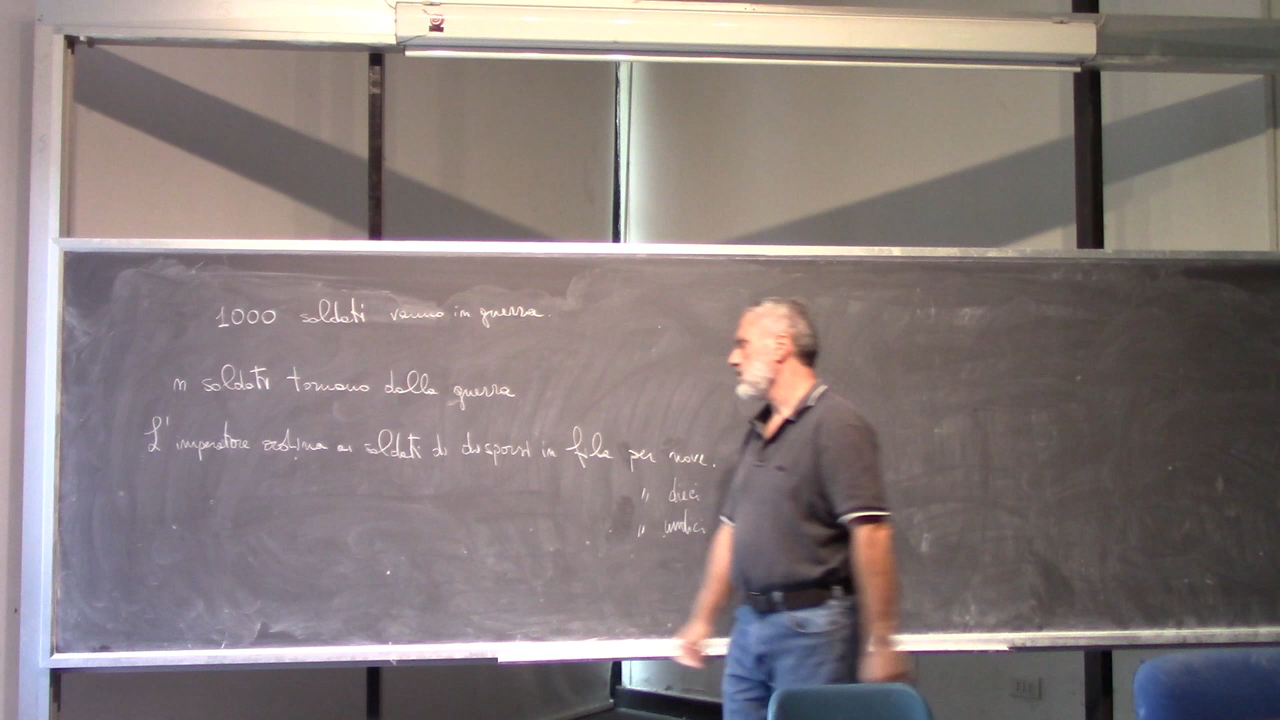 1000 soldati vanno in guerra.
n soldati tornano dalla guerra
L'imperatore ordina ai soldati di disporsi in fila per nove.
" dieci
" undici